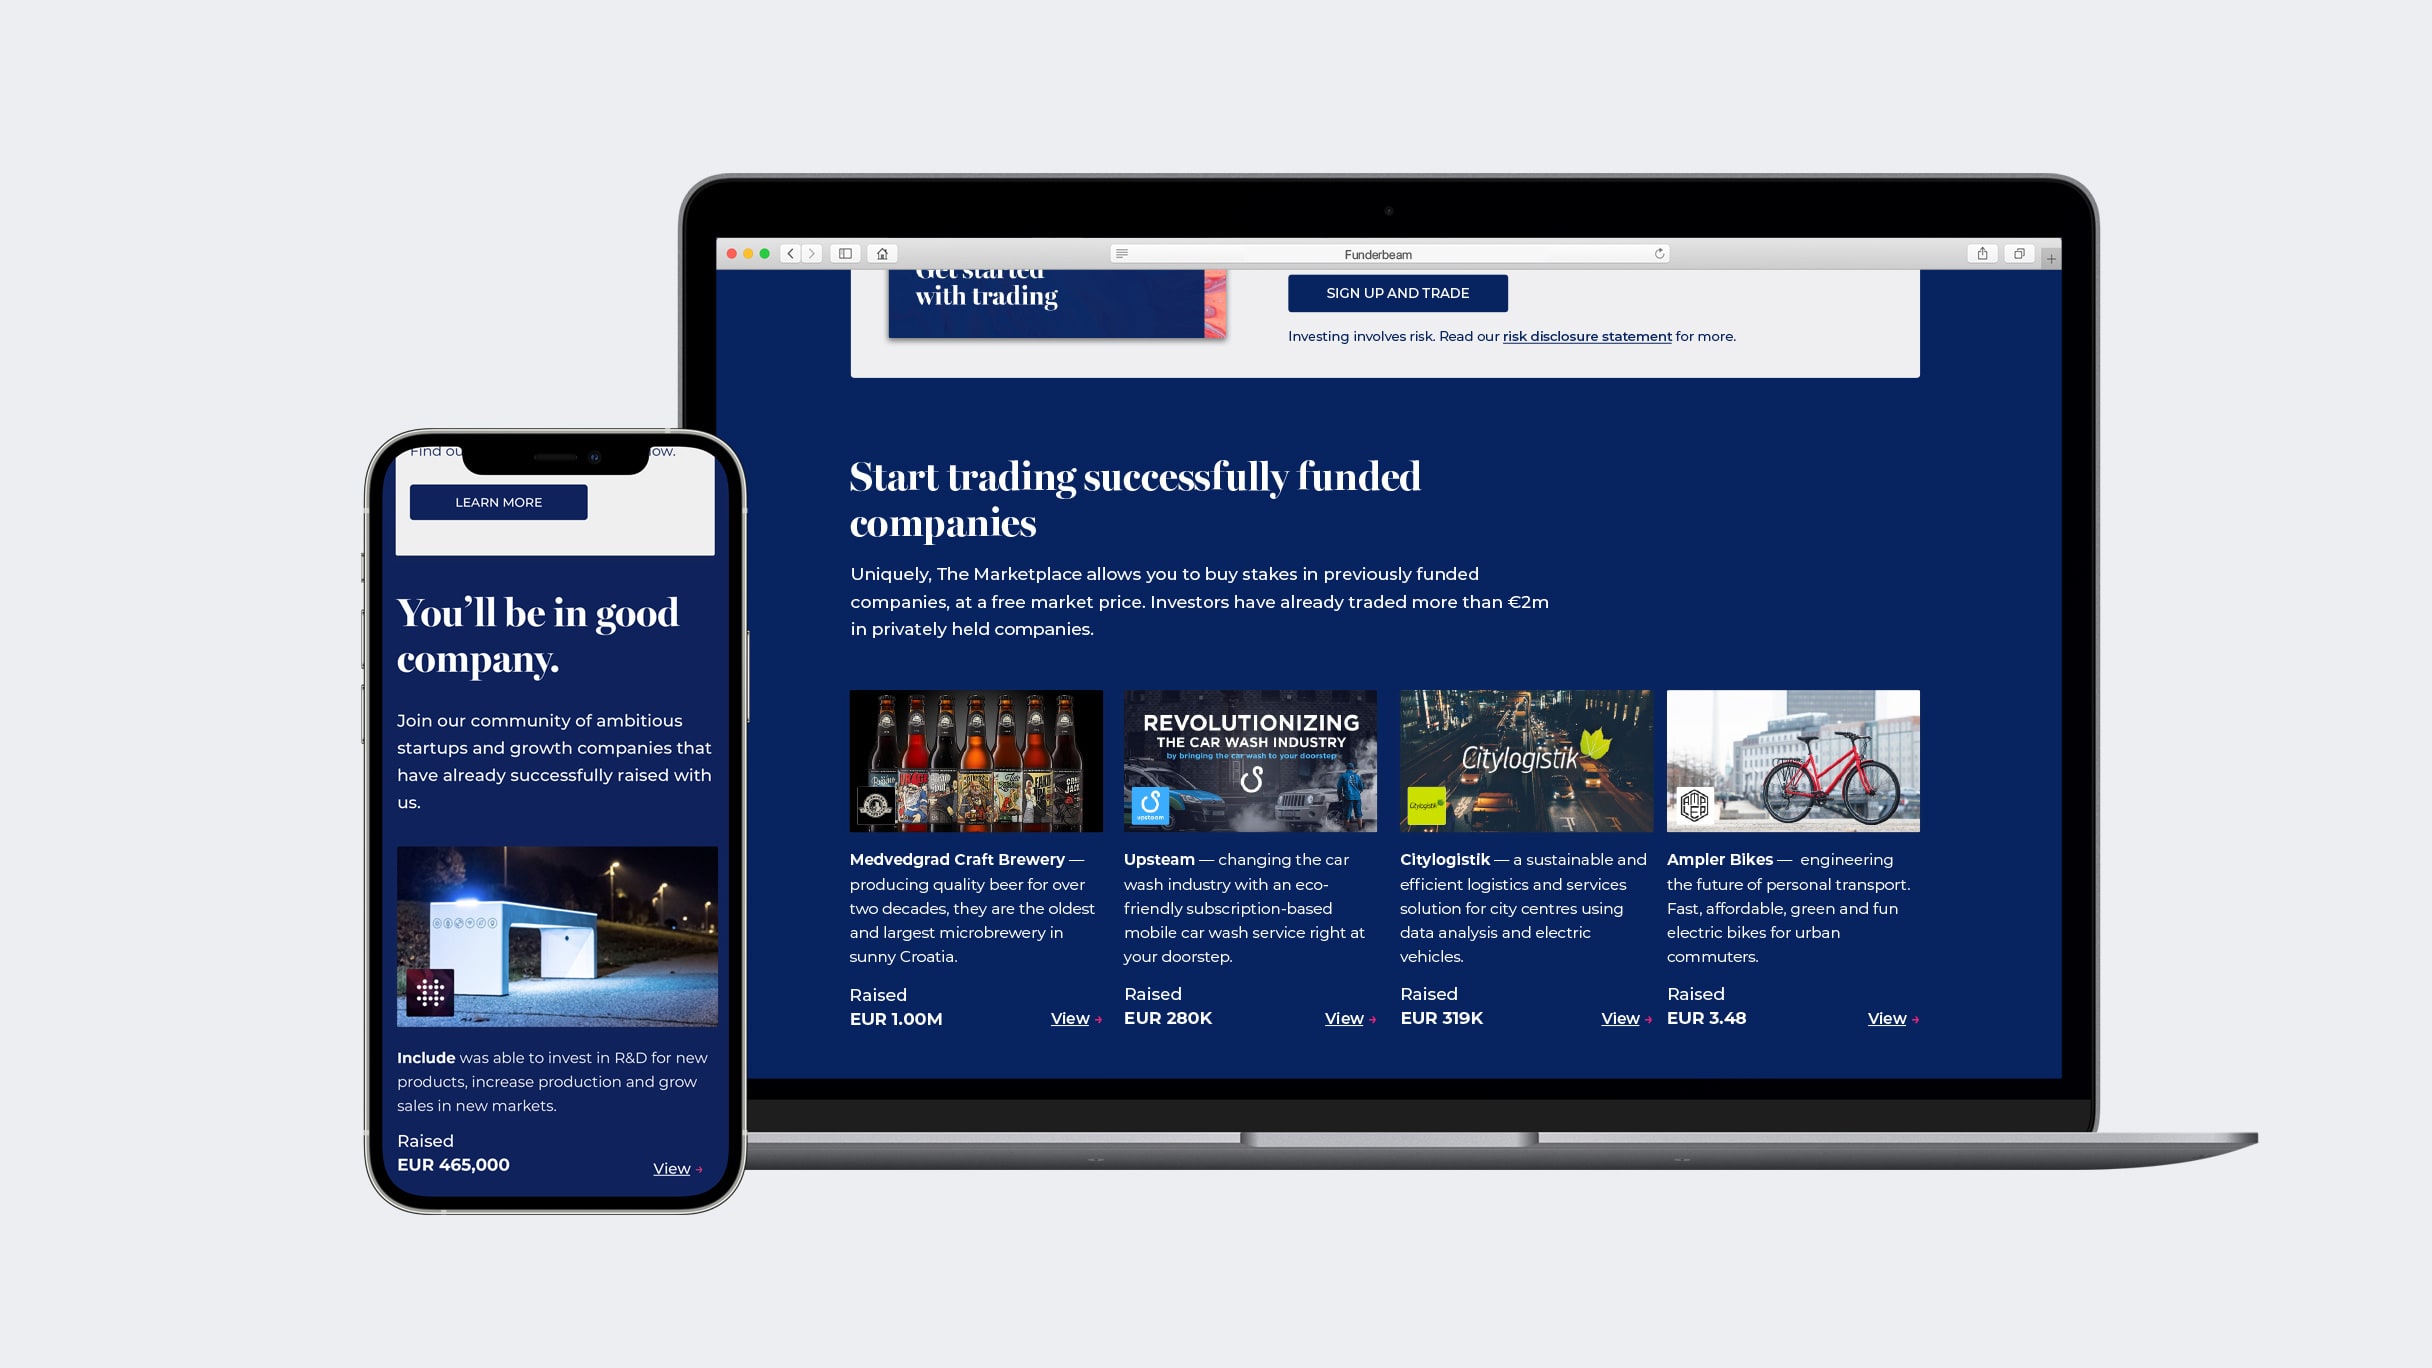 Funderbeam
Get started
with trading
SIGN UP AND TRADE
Investing involves risk. Read our risk disclosure statement for more.
Start trading successfully funded
companies
Uniquely, The Marketplace allows you to buy stakes in previously funded
companies, at a free market price. Investors have already traded more than €2m
in privately held companies.
REVOLUTIONIZING
THE CAR WASH INDUSTRY
by bringing the car wash to your doorstep
upsteam
Citylogistik
Citylogistik
AMPLER
Medvedgrad Craft Brewery —
producing quality beer for over
two decades, they are the oldest
and largest microbrewery in
sunny Croatia.
Raised
EUR 1.00M
View →
Upsteam — changing the car
wash industry with an eco-
friendly subscription-based
mobile car wash service right at
your doorstep.
Raised
EUR 280K
View →
Citylogistik — a sustainable and
efficient logistics and services
solution for city centres using
data analysis and electric
vehicles.
Raised
EUR 319K
View →
Ampler Bikes — engineering
the future of personal transport.
Fast, affordable, green and fun
electric bikes for urban
commuters.
Raised
EUR 3.48
View →
Find
LEARN MORE
You'll be in good
company.
Join our community of ambitious
startups and growth companies that
have already successfully raised with
us.
Include was able to invest in R&D for new
products, increase production and grow
sales in new markets.
Raised
EUR 465,000
View →